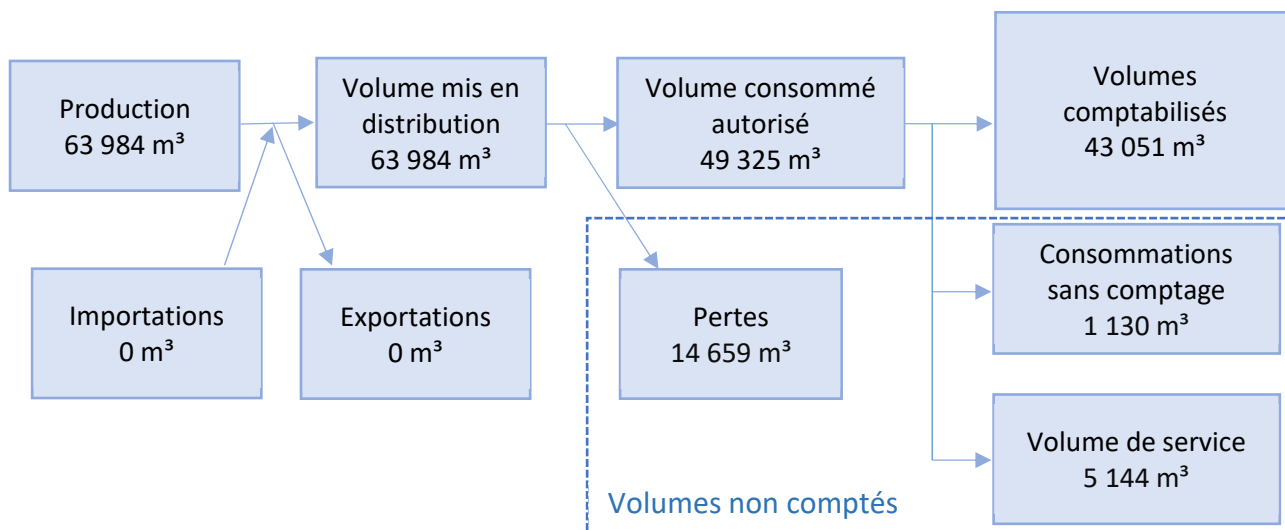 Production
63 984 m³
Volume mis en
distribution
63 984 m³
Volume consommé
autorisé
49 325 m³
Volumes
comptabilisés
43 051 m³
Importations
0 m³
Exportations
0 m³
Pertes
14 659 m³
Consommations
sans comptage
1 130 m³
Volume de service
5 144 m³
Volumes non comptés